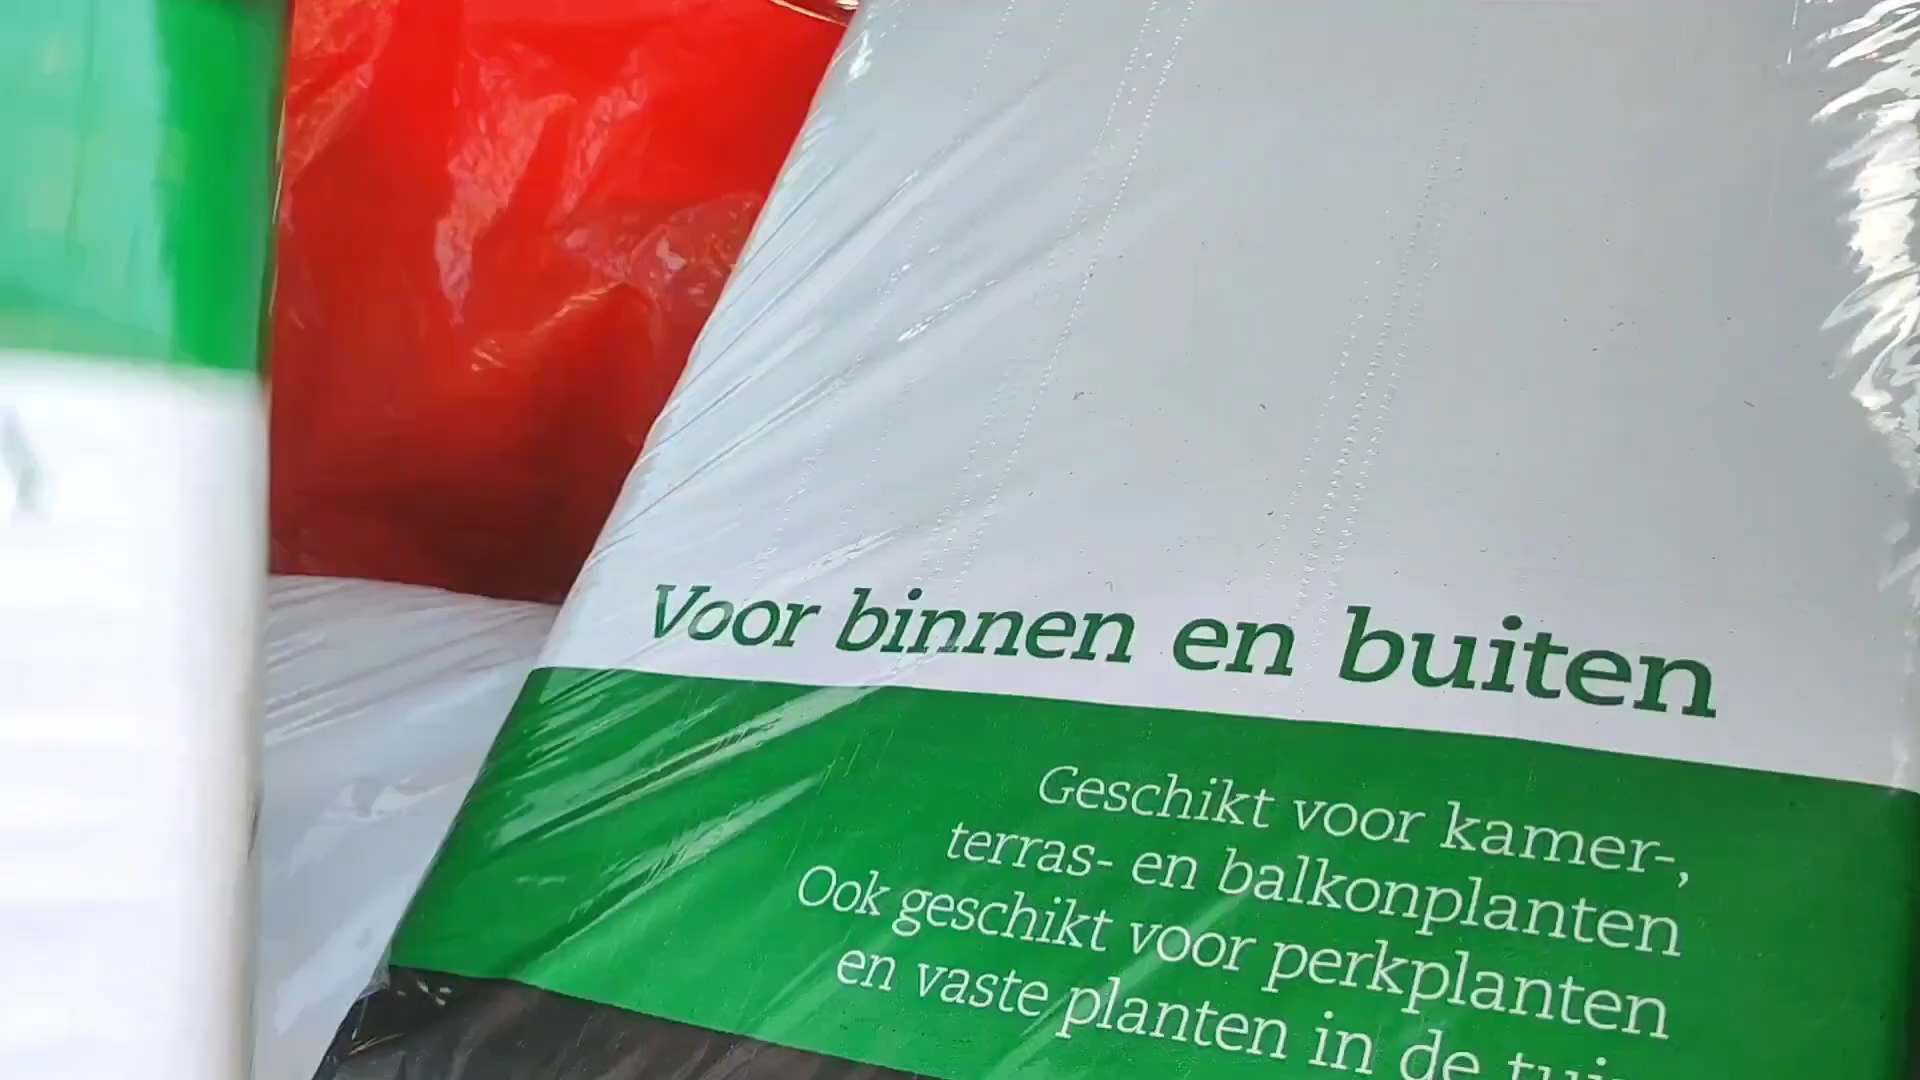 Voor binnen en buiten
Geschikt voor kamer-,
terras- en balkonplanten
Ook geschikt voor perkplanten
en vaste planten in de